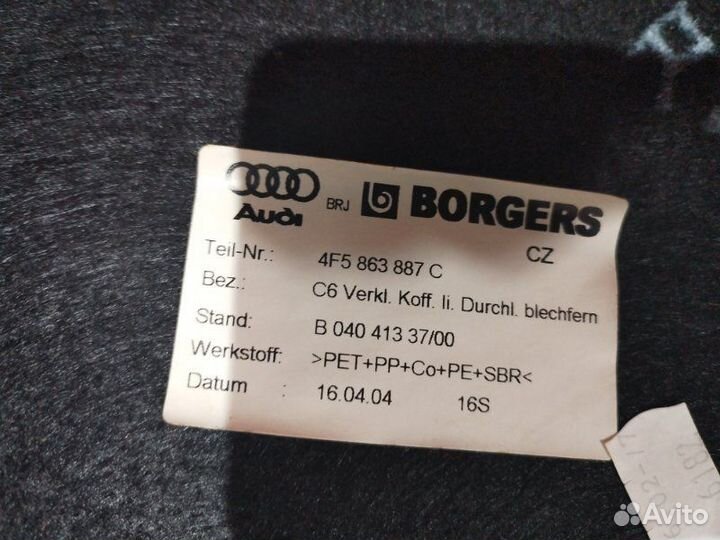 Audi BRJ BORGERS
CZ
Teil-Nr.: 4F5 863 887 C
Bez.: C6 Verkl. Koff. li. Durchl. blechfern
Stand: B 040 413 37/00
Werkstoff: >PET+PP+Co+PE+SBR<
Datum : 16.04.04 16S
Avito